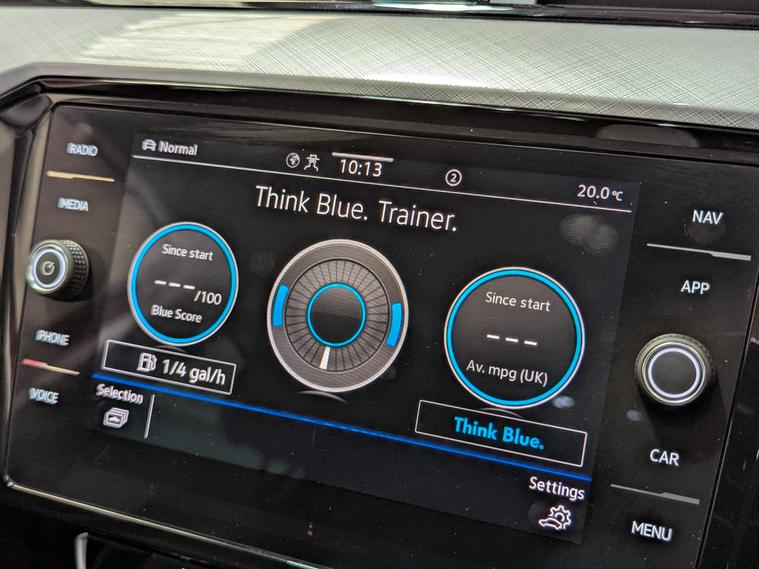 RADIO
MEDIA
PHONE
VOICE
Normal
10:13
2
20.0°C
Think Blue. Trainer.
Since start
---/100
Blue Score
Since start
---
Av. mpg (UK)
1/4 gal/h
Think Blue.
Selection
Settings
NAV
APP
CAR
MENU